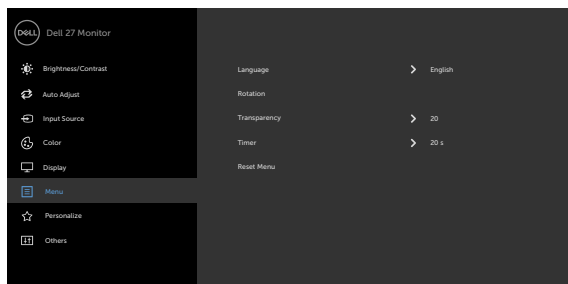 DELL Dell 27 Monitor
Brightness/Contrast
Auto Adjust
Input Source
Color
Display
Menu
Personalize
Others
Language English
Rotation
Transparency 20
Timer 20 s
Reset Menu